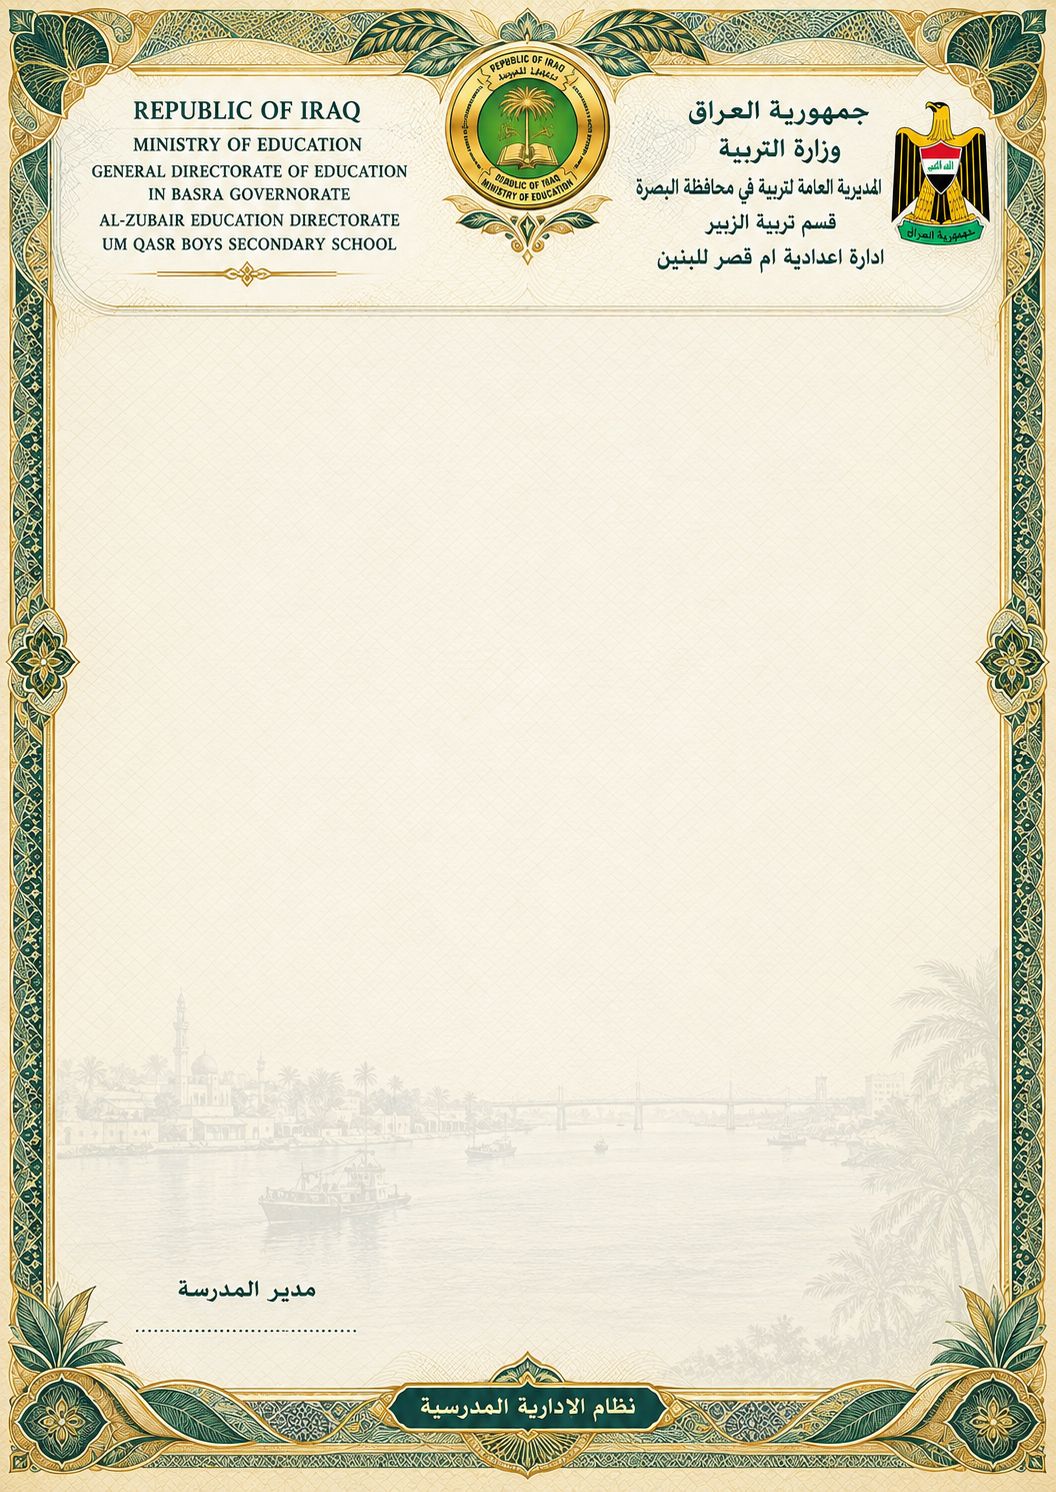 REPUBLIC OF IRAQ
MINISTRY OF EDUCATION
GENERAL DIRECTORATE OF EDUCATION
IN BASRA GOVERNORATE
AL-ZUBAIR EDUCATION DIRECTORATE
UM QASR BOYS SECONDARY SCHOOL
PEPBBLIC OF IRAQ
MINISTRY OF EDUCATION
جمهورية العراق
وزارة التربية
المديرية العامة لتربية في محافظة البصرة
قسم تربية الزبير
ادارة اعدادية ام قصر للبنين
جمهورية العراق
مدير المدرسة
نظام الادارية المدرسية